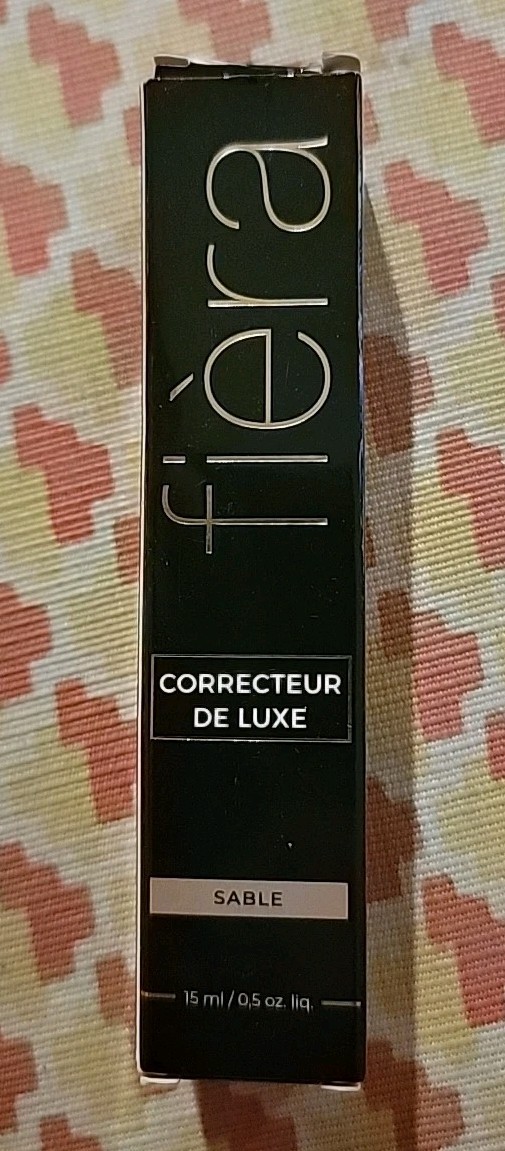 fièra
CORRECTEUR
DE LUXE
SABLE
15 ml / 0,5 oz. liq.